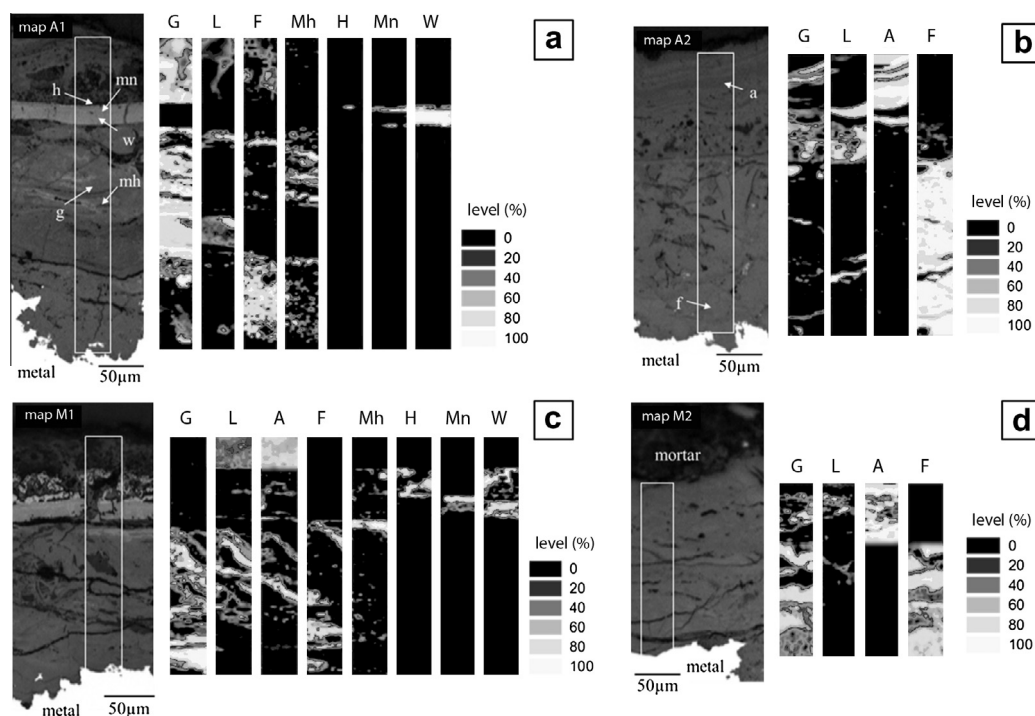 map A1
G L F Mh H Mn W
a
h
mn
w
mh
g
level (%)
0
20
40
60
80
100
metal
50µm
map A2
G L A F
b
a
level (%)
0
20
40
60
80
100
f
metal
50µm
map M1
G L A F Mh H Mn W
c
level (%)
0
20
40
60
80
100
metal
50µm
map M2
G L A F
d
mortar
level (%)
0
20
40
60
80
100
metal
50µm